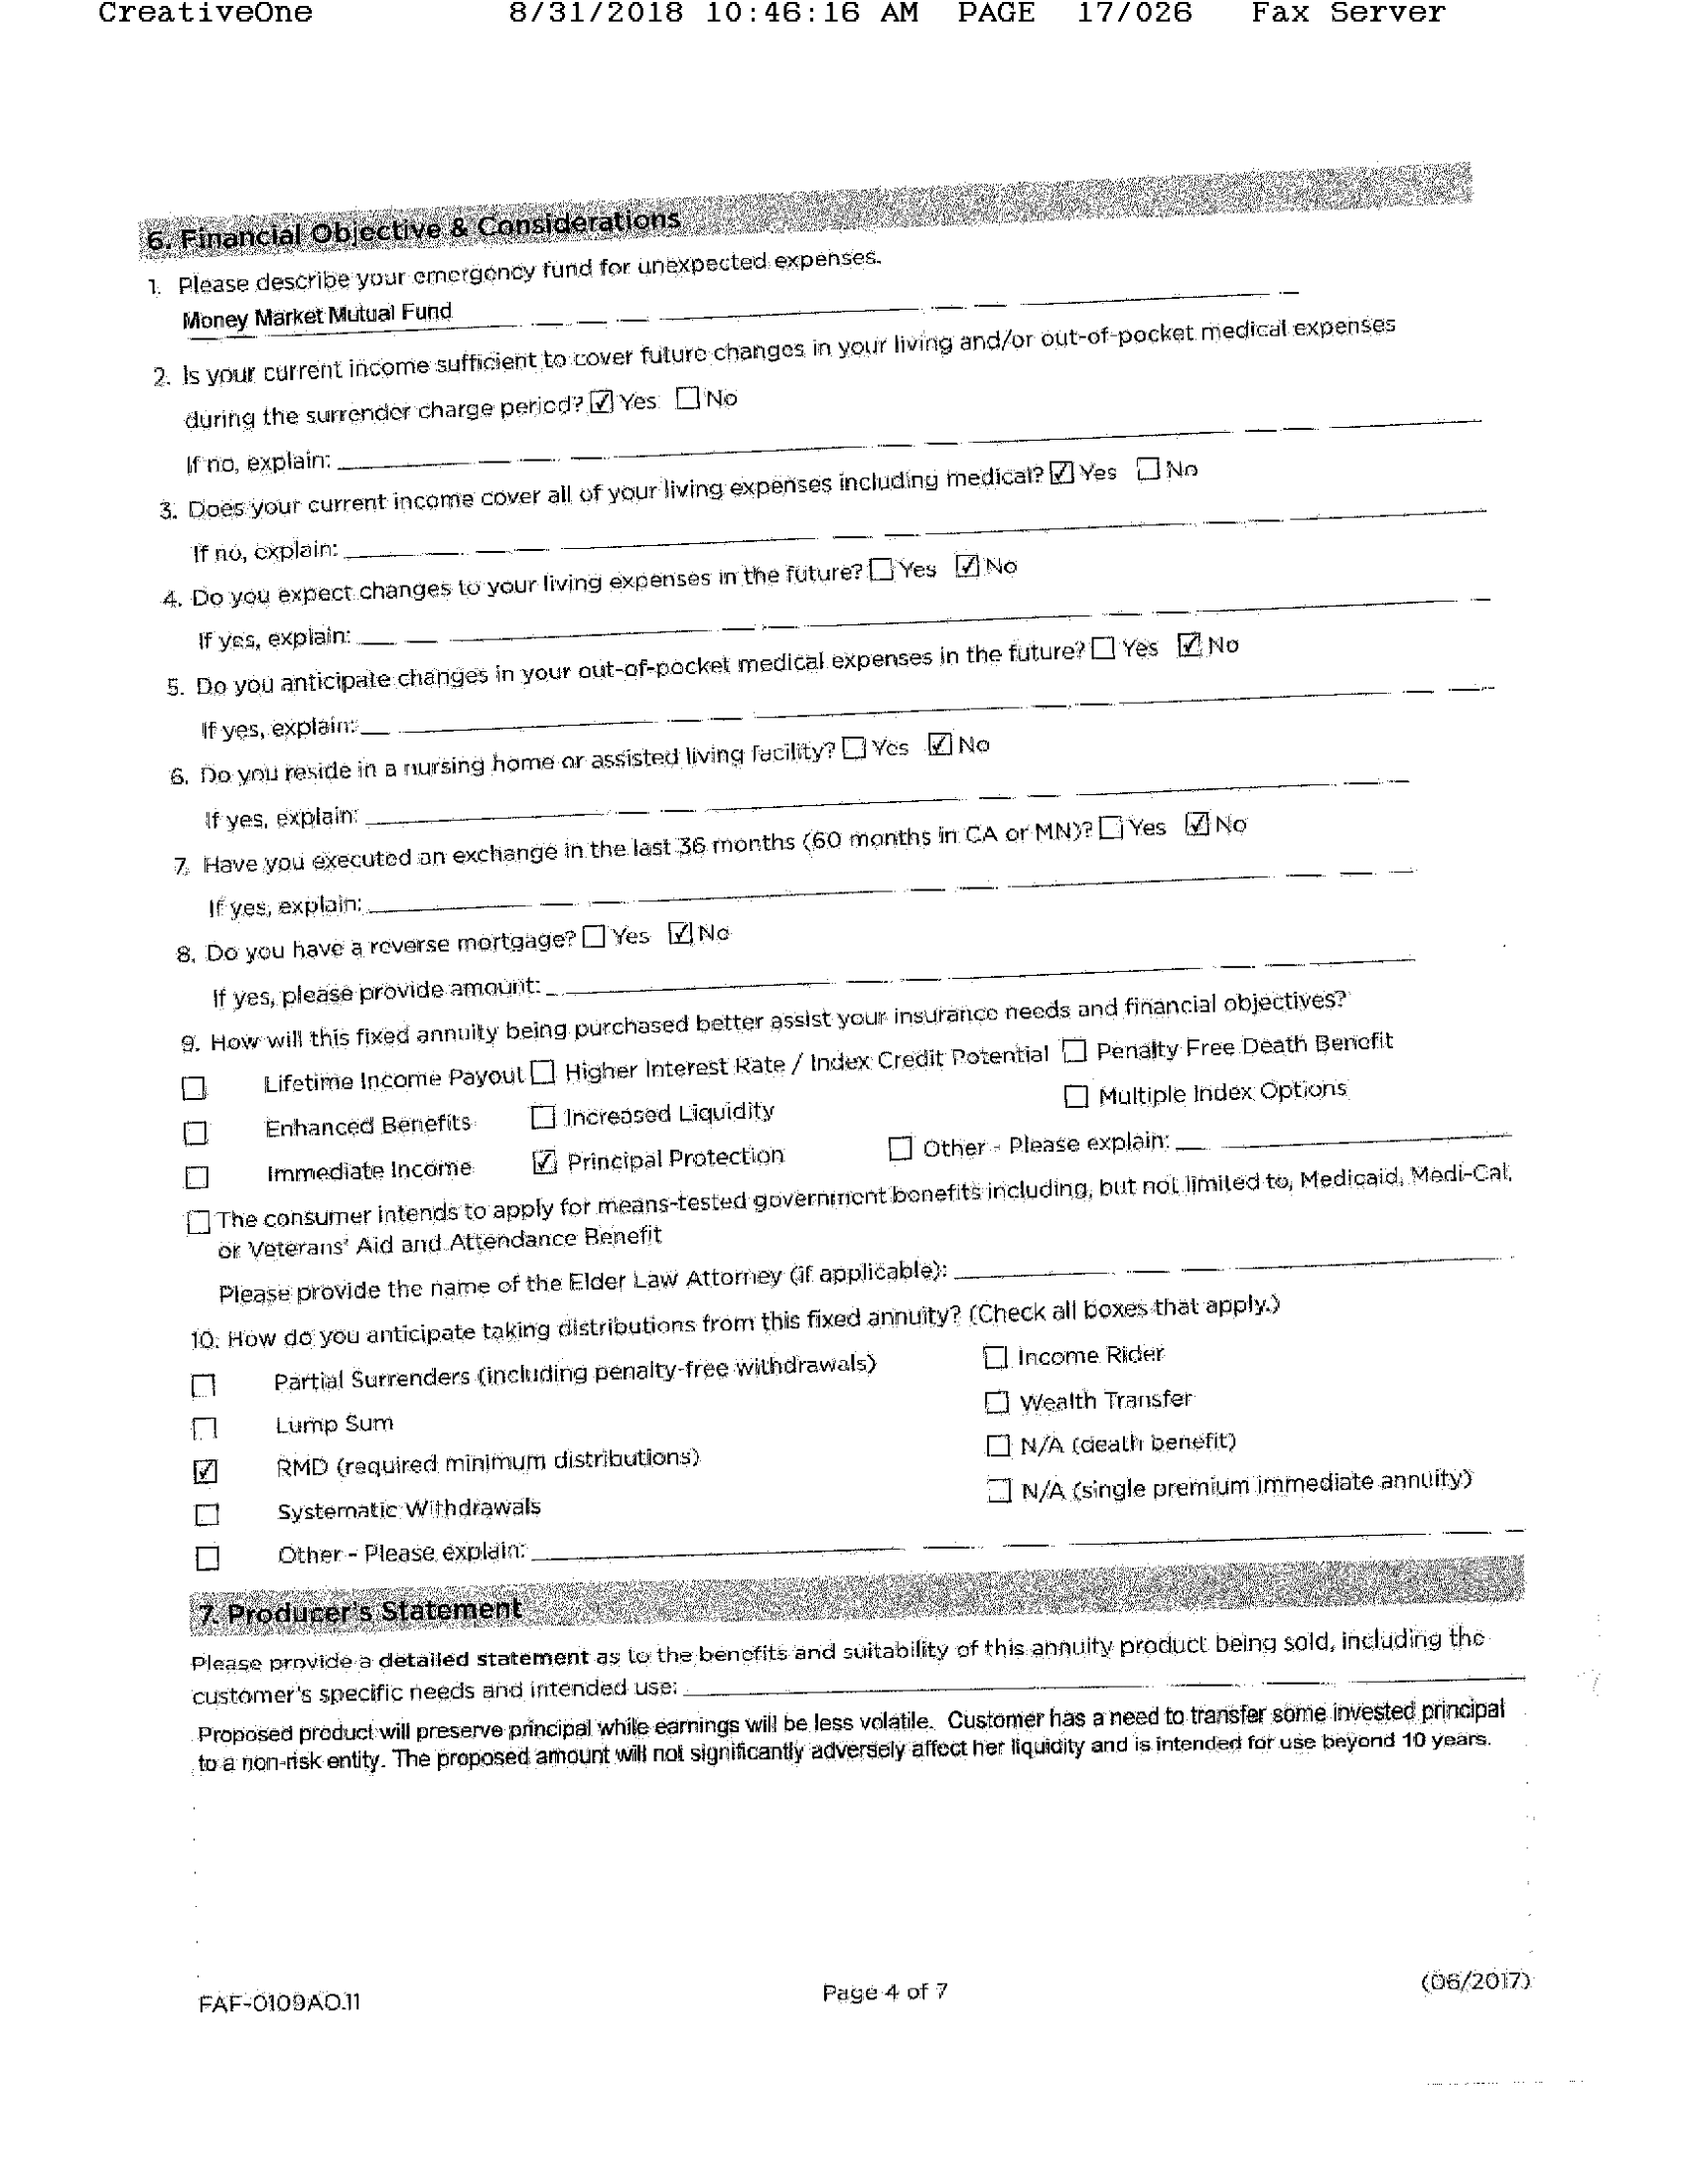 CreativeOne 8/31/2018 10:46:16 AM PAGE 17/026 Fax Server
6. Financial Objective & Considerations
1. Please describe your emergency fund for unexpected expenses.
Money Market Mutual Fund
2. Is your current income sufficient to cover future changes in your living and/or out-of-pocket medical expenses
during the surrender charge period? ☑ Yes ☐ No
If no, explain:
3. Does your current income cover all of your living expenses including medical? ☑ Yes ☐ No
If no, explain:
4. Do you expect changes to your living expenses in the future? ☐ Yes ☑ No
If yes, explain:
5. Do you anticipate changes in your out-of-pocket medical expenses in the future? ☐ Yes ☑ No
If yes, explain:
6. Do you reside in a nursing home or assisted living facility? ☐ Yes ☑ No
If yes, explain:
7. Have you executed an exchange in the last 36 months (60 months in CA or MN)? ☐ Yes ☑ No
If yes, explain:
8. Do you have a reverse mortgage? ☐ Yes ☑ No
If yes, please provide amount:
9. How will this fixed annuity being purchased better assist your insurance needs and financial objectives?
☐ Lifetime Income Payout ☐ Higher Interest Rate / Index Credit Potential ☐ Penalty Free Death Benefit
☐ Enhanced Benefits ☐ Increased Liquidity ☐ Multiple Index Options
☐ Immediate Income ☑ Principal Protection ☐ Other - Please explain:
☐ The consumer intends to apply for means-tested government benefits including, but not limited to, Medicaid, Medi-Cal,
or Veterans' Aid and Attendance Benefit
Please provide the name of the Elder Law Attorney (if applicable):
10. How do you anticipate taking distributions from this fixed annuity? (Check all boxes that apply.)
☐ Partial Surrenders (including penalty-free withdrawals) ☐ Income Rider
☐ Lump Sum ☐ Wealth Transfer
☑ RMD (required minimum distributions) ☐ N/A (death benefit)
☐ Systematic Withdrawals ☐ N/A (single premium immediate annuity)
☐ Other - Please explain:
7. Producer's Statement
Please provide a detailed statement as to the benefits and suitability of this annuity product being sold, including the
customer's specific needs and intended use:
Proposed product will preserve principal while earnings will be less volatile. Customer has a need to transfer some invested principal
to a non-risk entity. The proposed amount will not significantly adversely affect her liquidity and is intended for use beyond 10 years.
FAF-0109AO.11 Page 4 of 7 (06/2017)